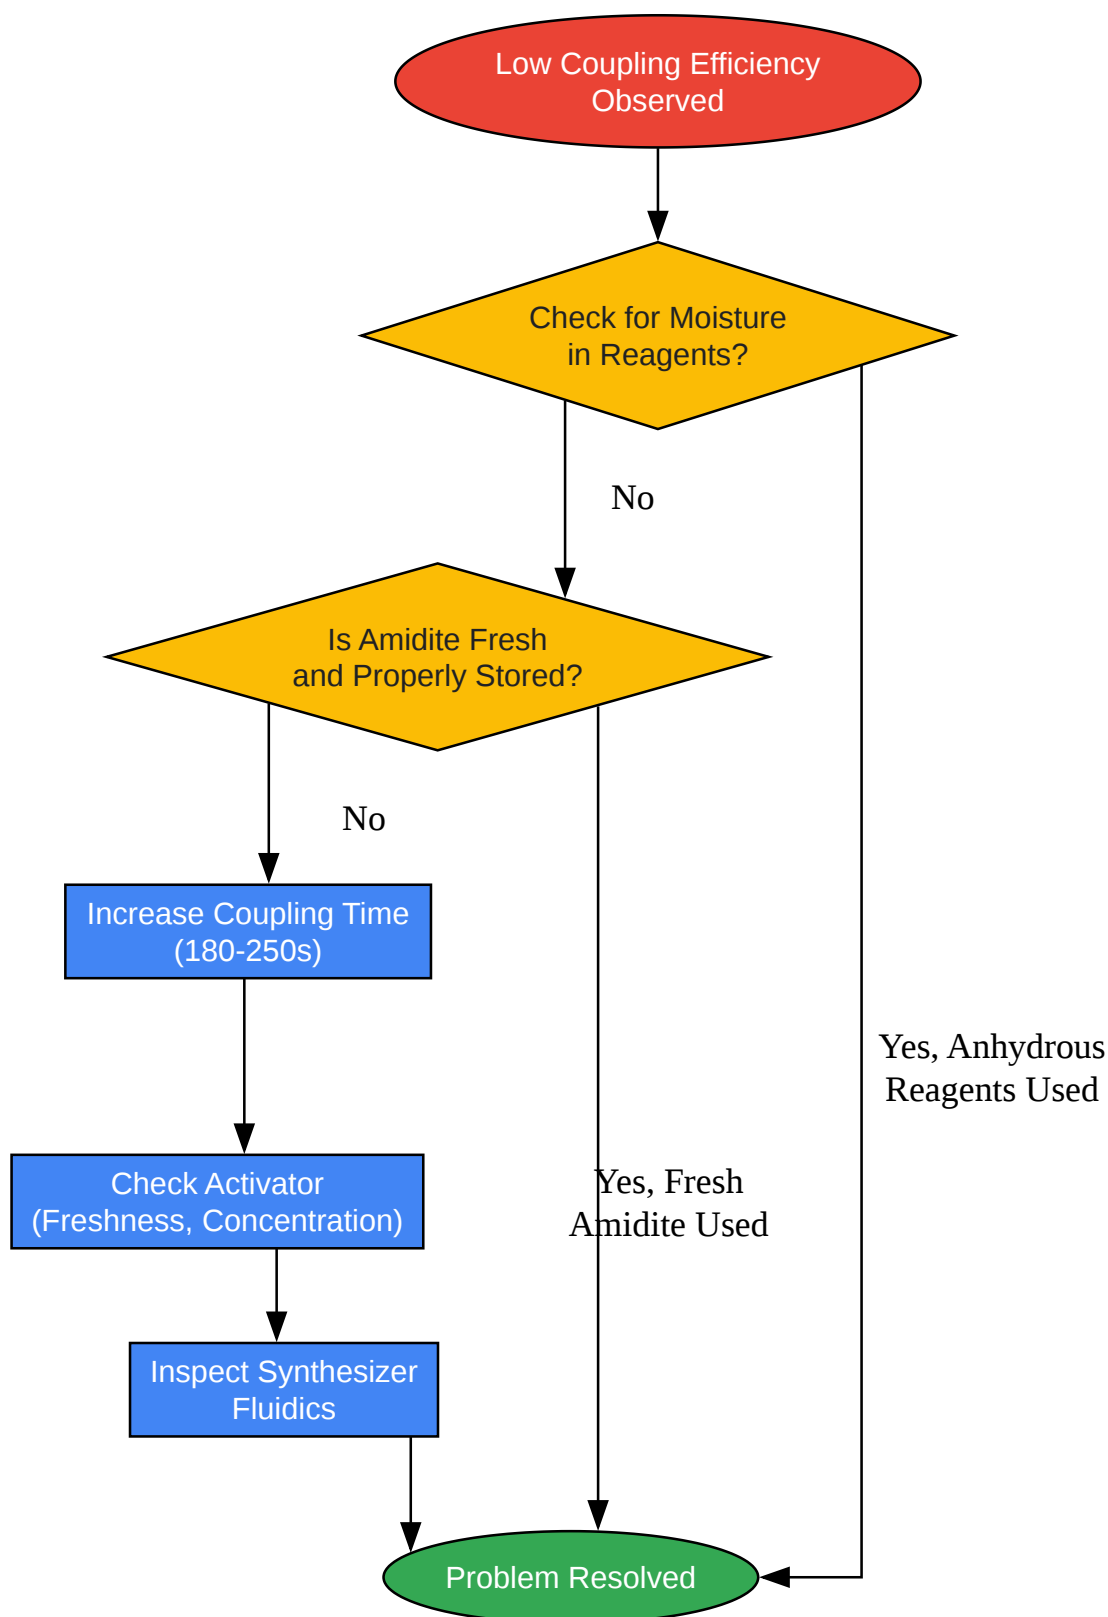 Low Coupling Efficiency
Observed
Check for Moisture
in Reagents?
No
Is Amidite Fresh
and Properly Stored?
No
Increase Coupling Time
(180-250s)
Yes, Anhydrous
Reagents Used
Check Activator
(Freshness, Concentration)
Yes, Fresh
Amidite Used
Inspect Synthesizer
Fluidics
Problem Resolved